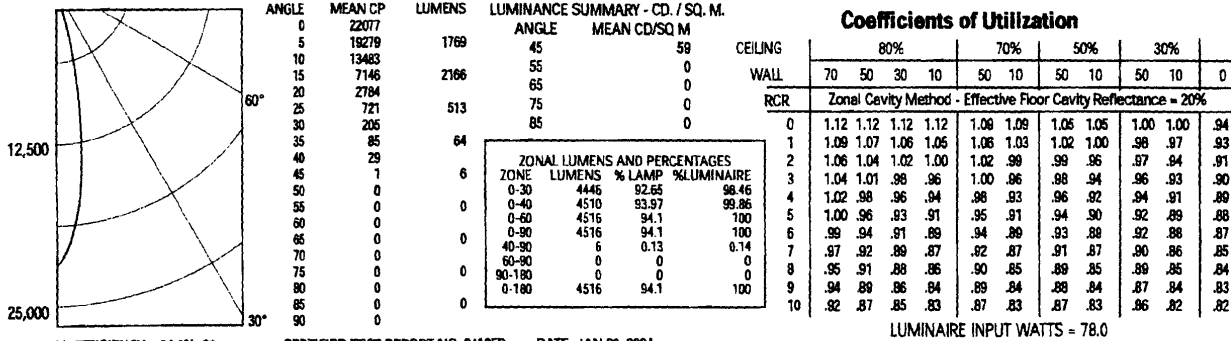 12,500
25,000
60°
30°
ANGLE MEAN CP LUMENS
0 22077
5 19279 1769
10 13483
15 7146 2166
20 2784
25 721 513
30 205
35 85 64
40 29
45 1 6
50 0
55 0 0
60 0
65 0 0
70 0
75 0 0
80 0
85 0 0
90 0
LUMINANCE SUMMARY - CD. / SQ. M.
ANGLE MEAN CD/SQ M
45 59
55 0
65 0
75 0
85 0
ZONAL LUMENS AND PERCENTAGES
ZONE LUMENS % LAMP %LUMINAIRE
0-30 4446 92.65 98.46
0-40 4510 93.97 99.86
0-60 4516 94.1 100
0-90 4516 94.1 100
40-90 6 0.13 0.14
60-90 0 0 0
90-180 0 0 0
0-180 4516 94.1 100
Coefficients of Utilization
CEILING 80% 70% 50% 30%
WALL 70 50 30 10 50 10 50 10 50 10 0
RCR Zonal Cavity Method - Effective Floor Cavity Reflectance = 20%
0 1.12 1.12 1.12 1.12 1.09 1.09 1.05 1.05 1.00 1.00 .94
1 1.09 1.07 1.06 1.05 1.06 1.03 1.02 1.00 .98 .97 .93
2 1.06 1.04 1.02 1.00 1.02 .99 .99 .96 .97 .94 .91
3 1.04 1.01 .98 .96 1.00 .96 .98 .94 .96 .93 .90
4 1.02 .98 .96 .94 .98 .93 .96 .92 .94 .91 .89
5 1.00 .96 .93 .91 .95 .91 .94 .90 .92 .89 .88
6 .99 .94 .91 .89 .94 .89 .93 .88 .92 .88 .87
7 .97 .92 .89 .87 .92 .87 .91 .87 .90 .86 .85
8 .95 .91 .88 .86 .90 .85 .89 .85 .89 .85 .84
9 .94 .89 .86 .84 .89 .84 .88 .84 .87 .84 .83
10 .92 .87 .85 .83 .87 .83 .87 .83 .86 .82 .82
LUMINAIRE INPUT WATTS = 78.0
CERTIFIED TEST REPORT NO.